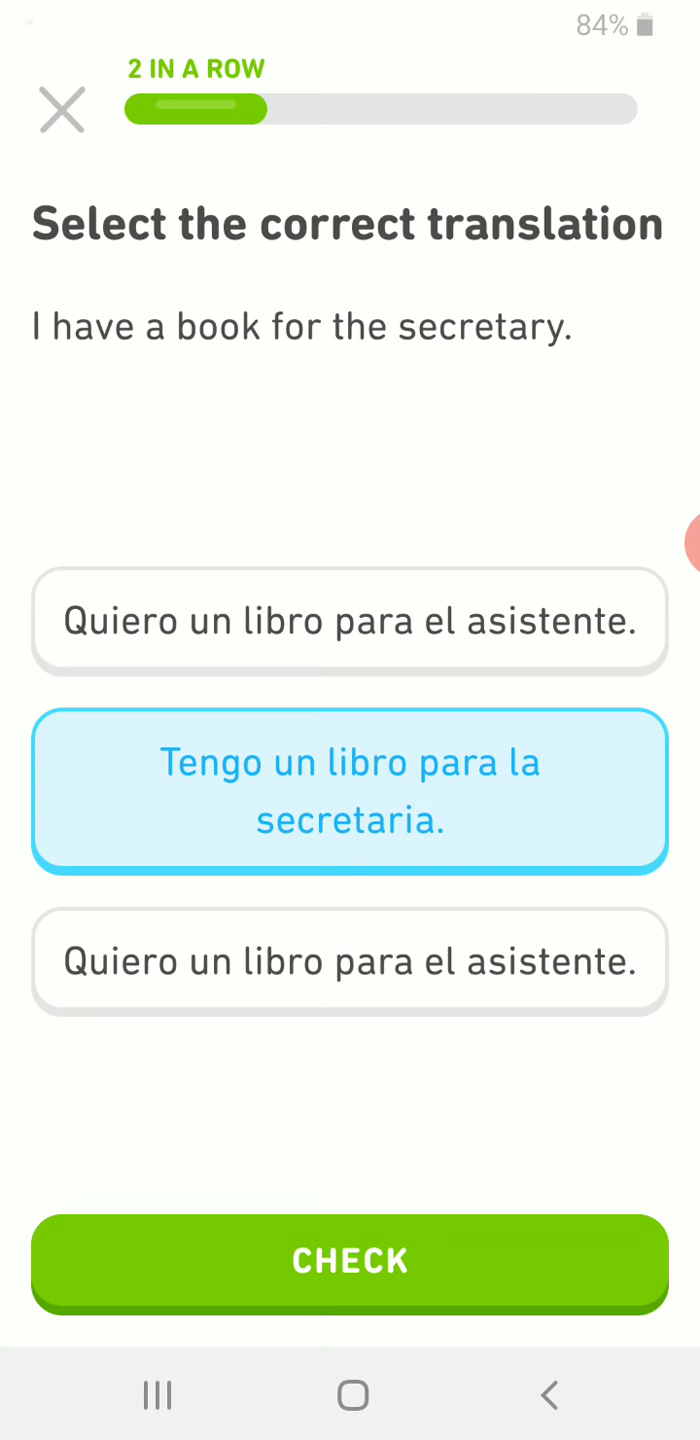 84%
2 IN A ROW
Select the correct translation
I have a book for the secretary.
Quiero un libro para el asistente.
Tengo un libro para la
secretaria.
Quiero un libro para el asistente.
CHECK